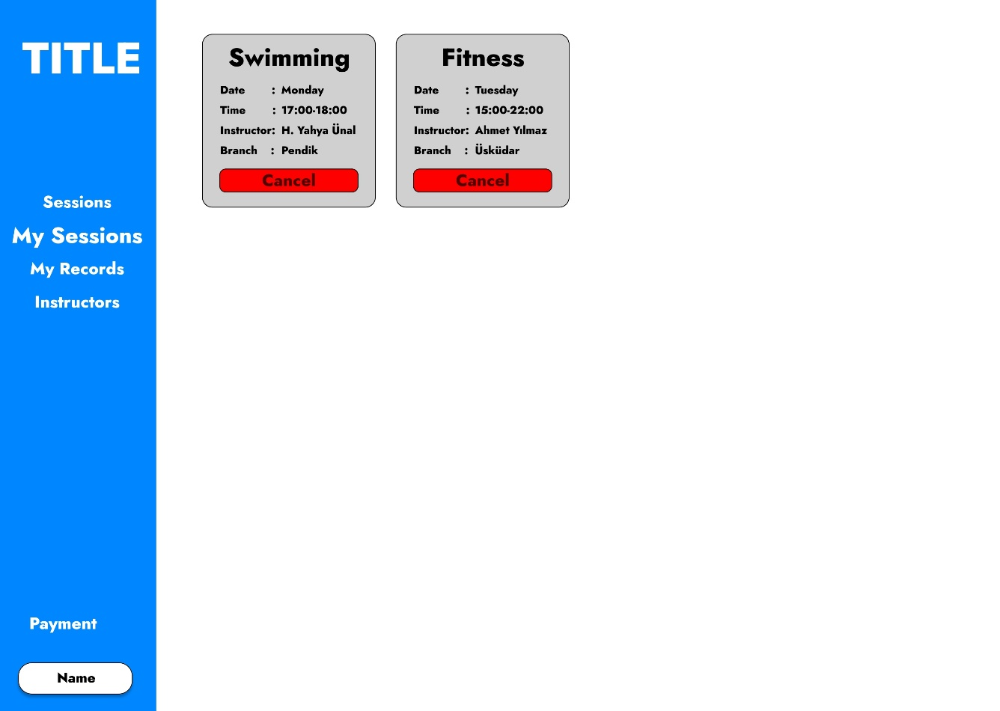 TITLE
Sessions
My Sessions
My Records
Instructors
Payment
Name
Swimming
Date : Monday
Time : 17:00-18:00
Instructor: H. Yahya Ünal
Branch : Pendik
Cancel
Fitness
Date : Tuesday
Time : 15:00-22:00
Instructor: Ahmet Yılmaz
Branch : Üsküdar
Cancel